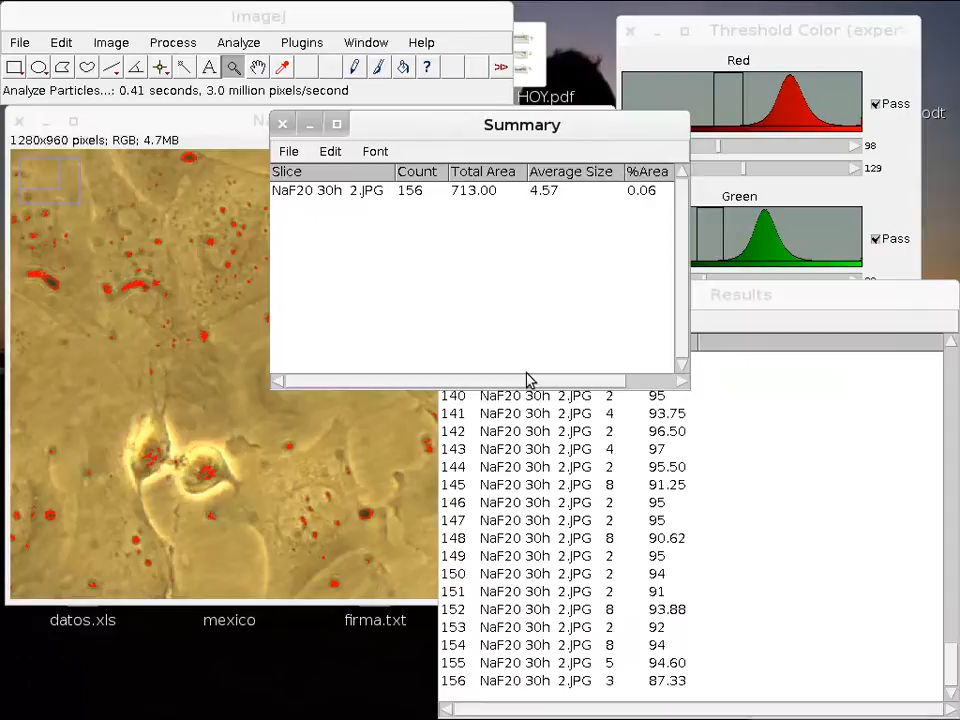 ImageJ
File Edit Image Process Analyze Plugins Window Help
A ?
Analyze Particles...: 0.41 seconds, 3.0 million pixels/second
HOY.pdf
odt
Threshold Color (exper
Red
Pass
98
129
Green
Pass
1280x960 pixels; RGB; 4.7MB
Summary
File Edit Font
Slice Count Total Area Average Size %Area
NaF20 30h 2.JPG 156 713.00 4.57 0.06
Results
140 NaF20 30h 2.JPG 2 95
141 NaF20 30h 2.JPG 4 93.75
142 NaF20 30h 2.JPG 2 96.50
143 NaF20 30h 2.JPG 4 97
144 NaF20 30h 2.JPG 2 95.50
145 NaF20 30h 2.JPG 8 91.25
146 NaF20 30h 2.JPG 2 95
147 NaF20 30h 2.JPG 2 95
148 NaF20 30h 2.JPG 8 90.62
149 NaF20 30h 2.JPG 2 95
150 NaF20 30h 2.JPG 2 94
151 NaF20 30h 2.JPG 2 91
152 NaF20 30h 2.JPG 8 93.88
153 NaF20 30h 2.JPG 2 92
154 NaF20 30h 2.JPG 8 94
155 NaF20 30h 2.JPG 5 94.60
156 NaF20 30h 2.JPG 3 87.33
datos.xls mexico firma.txt